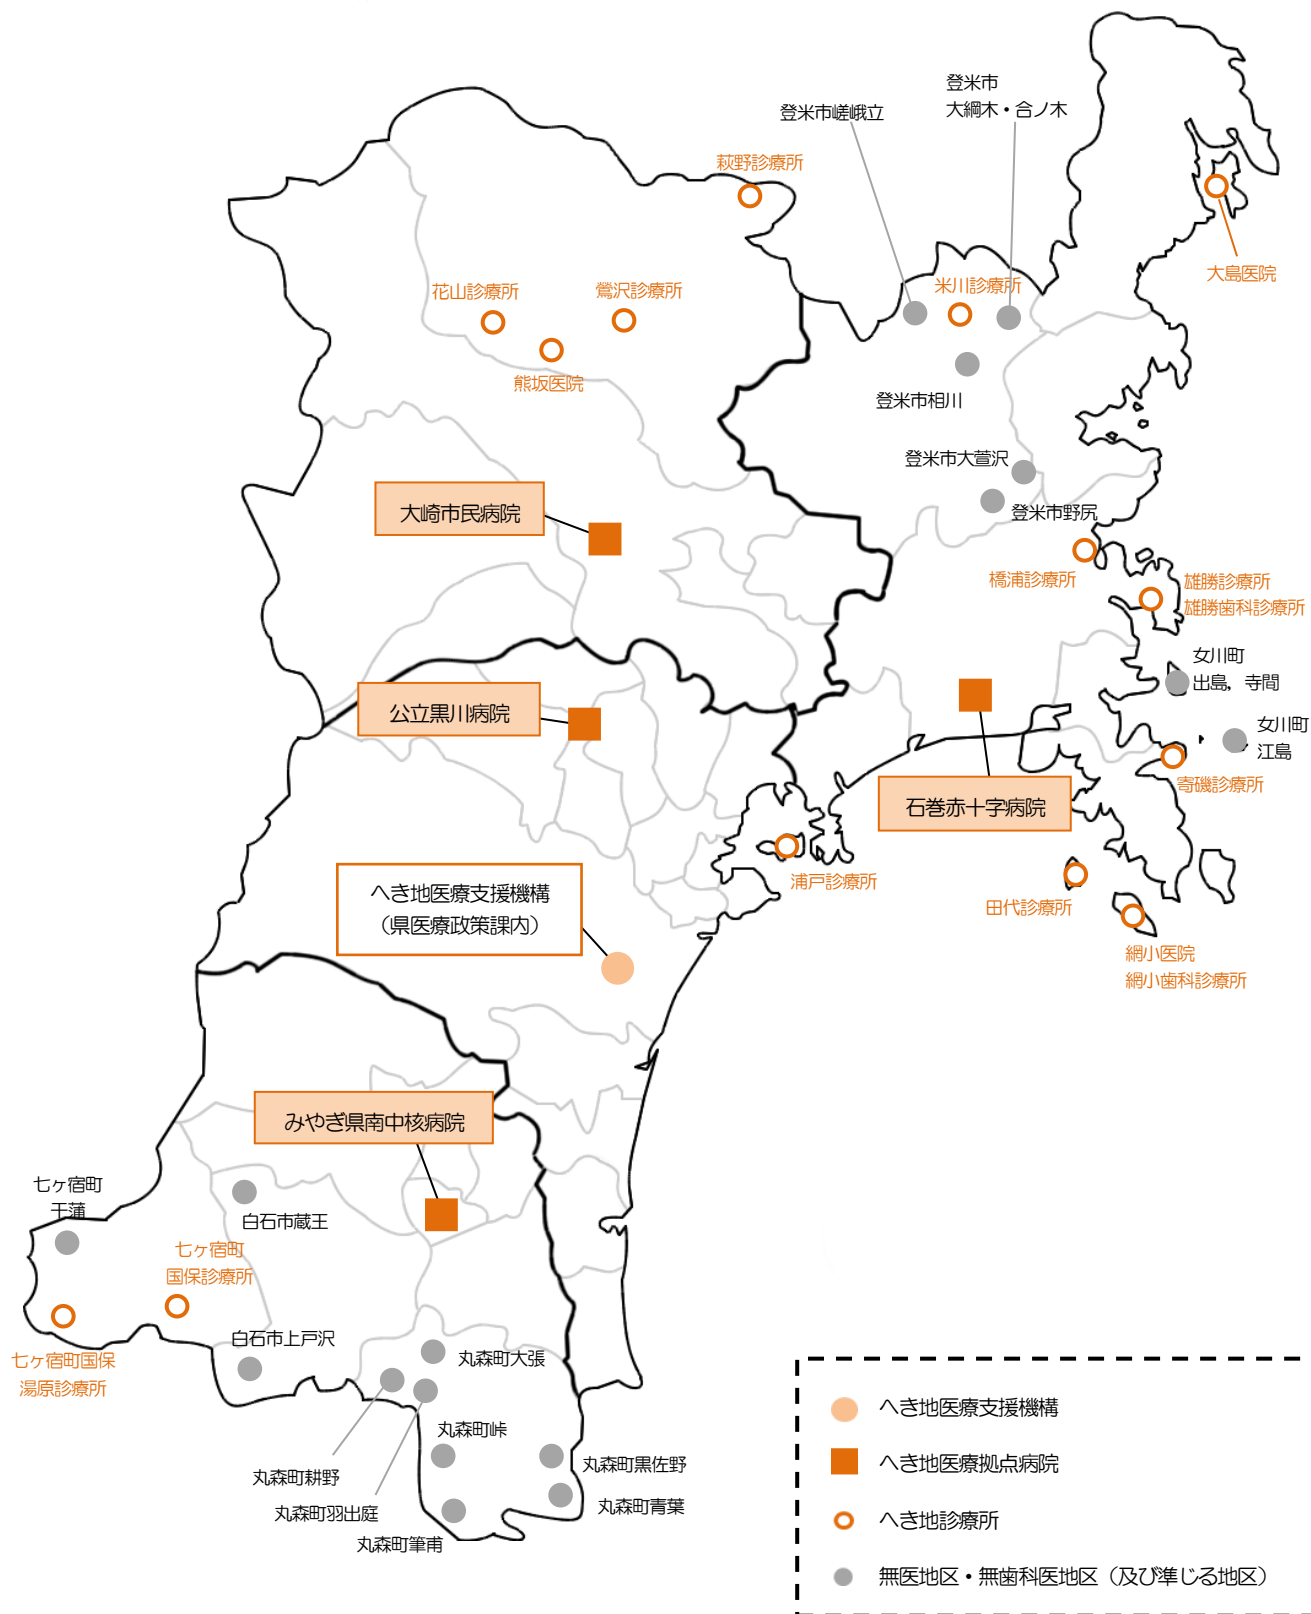 登米市
大綱木・合ノ木
登米市嵯峨立
萩野診療所
大島医院
米川診療所
花山診療所
鶯沢診療所
熊坂医院
登米市相川
登米市大萱沢
登米市野尻
大崎市民病院
橋浦診療所
雄勝診療所
雄勝歯科診療所
女川町
出島，寺間
女川町
江島
公立黒川病院
寄磯診療所
石巻赤十字病院
浦戸診療所
田代診療所
網小医院
網小歯科診療所
へき地医療支援機構
（県医療政策課内）
みやぎ県南中核病院
七ヶ宿町
干蒲
白石市蔵王
七ヶ宿町
国保診療所
白石市上戸沢
七ヶ宿町国保
湯原診療所
丸森町大張
丸森町峠
丸森町黒佐野
丸森町耕野
丸森町青葉
丸森町羽出庭
丸森町筆甫
へき地医療支援機構
へき地医療拠点病院
へき地診療所
無医地区・無歯科医地区（及び準じる地区）